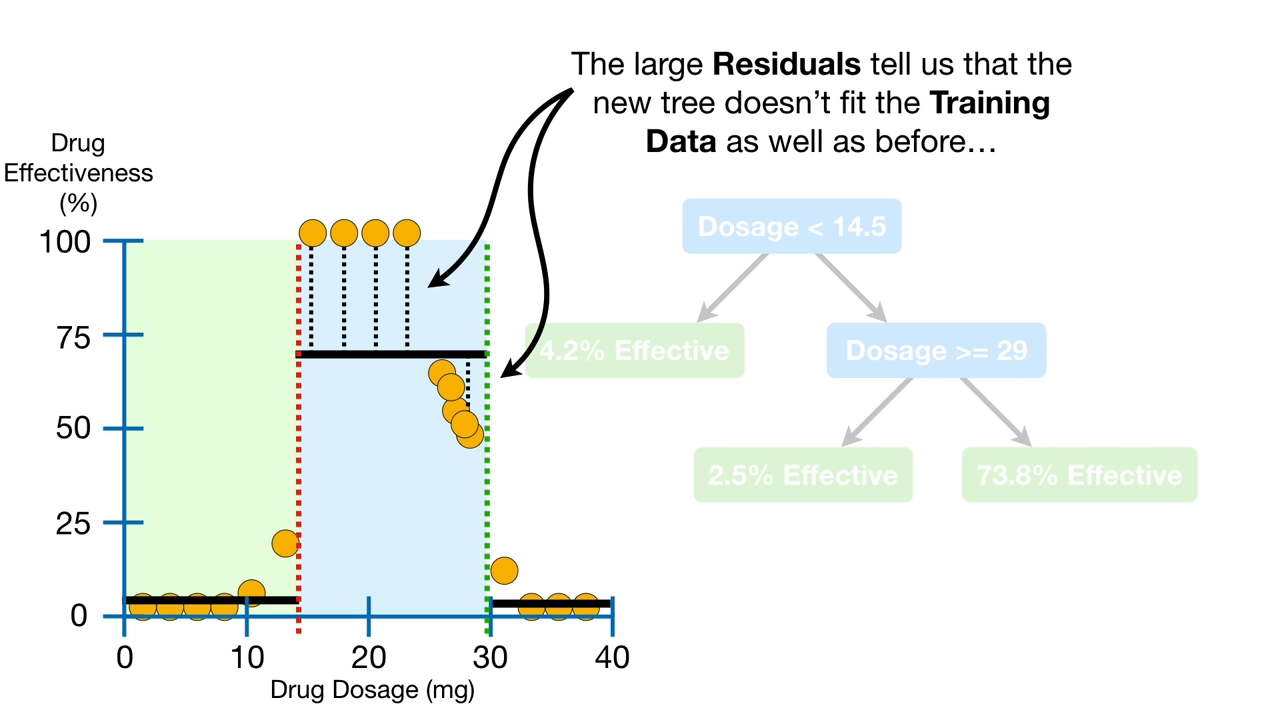 The large Residuals tell us that the
new tree doesn’t fit the Training
Data as well as before…
Drug
Effectiveness
(%)
100
75
50
25
0
0 10 20 30 40
Drug Dosage (mg)
Dosage < 14.5
4.2% Effective
Dosage >= 29
2.5% Effective
73.8% Effective